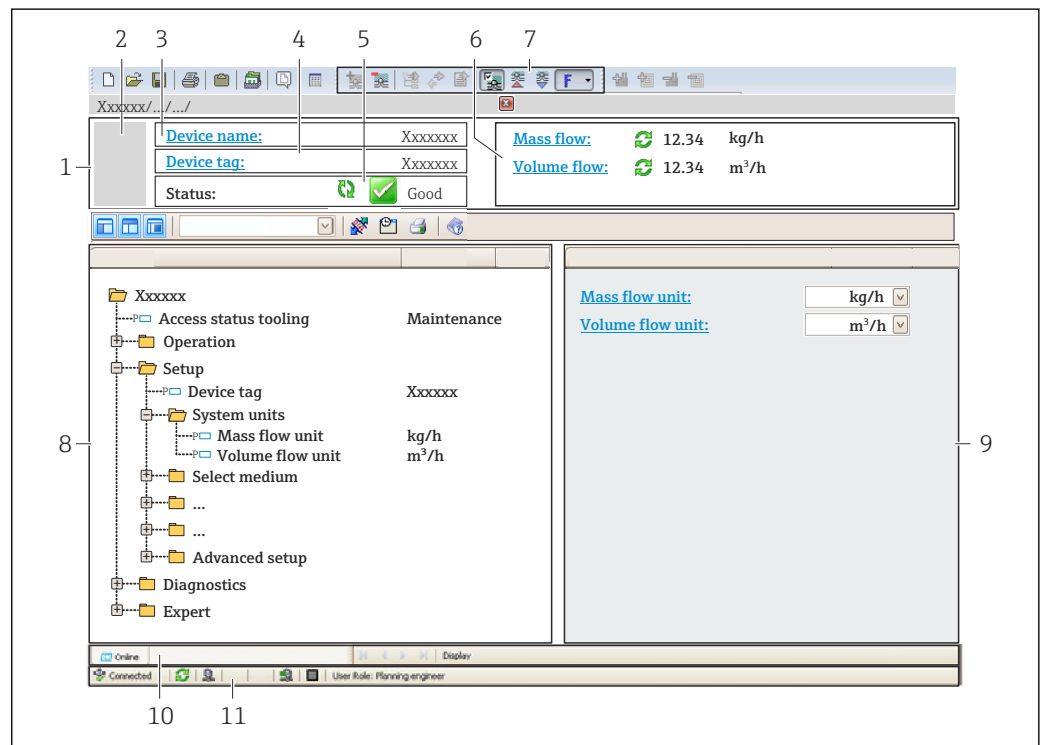 2 3 4 5 6 7
F
Xxxxxx/.../.../
Device name: Xxxxxxx
Mass flow: 12.34 kg/h
1
Device tag: Xxxxxxx
Volume flow: 12.34 m³/h
Status: Good
Xxxxxx
Mass flow unit: kg/h
Access status tooling Maintenance
Volume flow unit: m³/h
Operation
Setup
Device tag Xxxxxx
System units
8
Mass flow unit kg/h
9
Volume flow unit m³/h
Select medium
...
...
Advanced setup
Diagnostics
Expert
Online Display
Connected User Role: Planning engineer
10 11